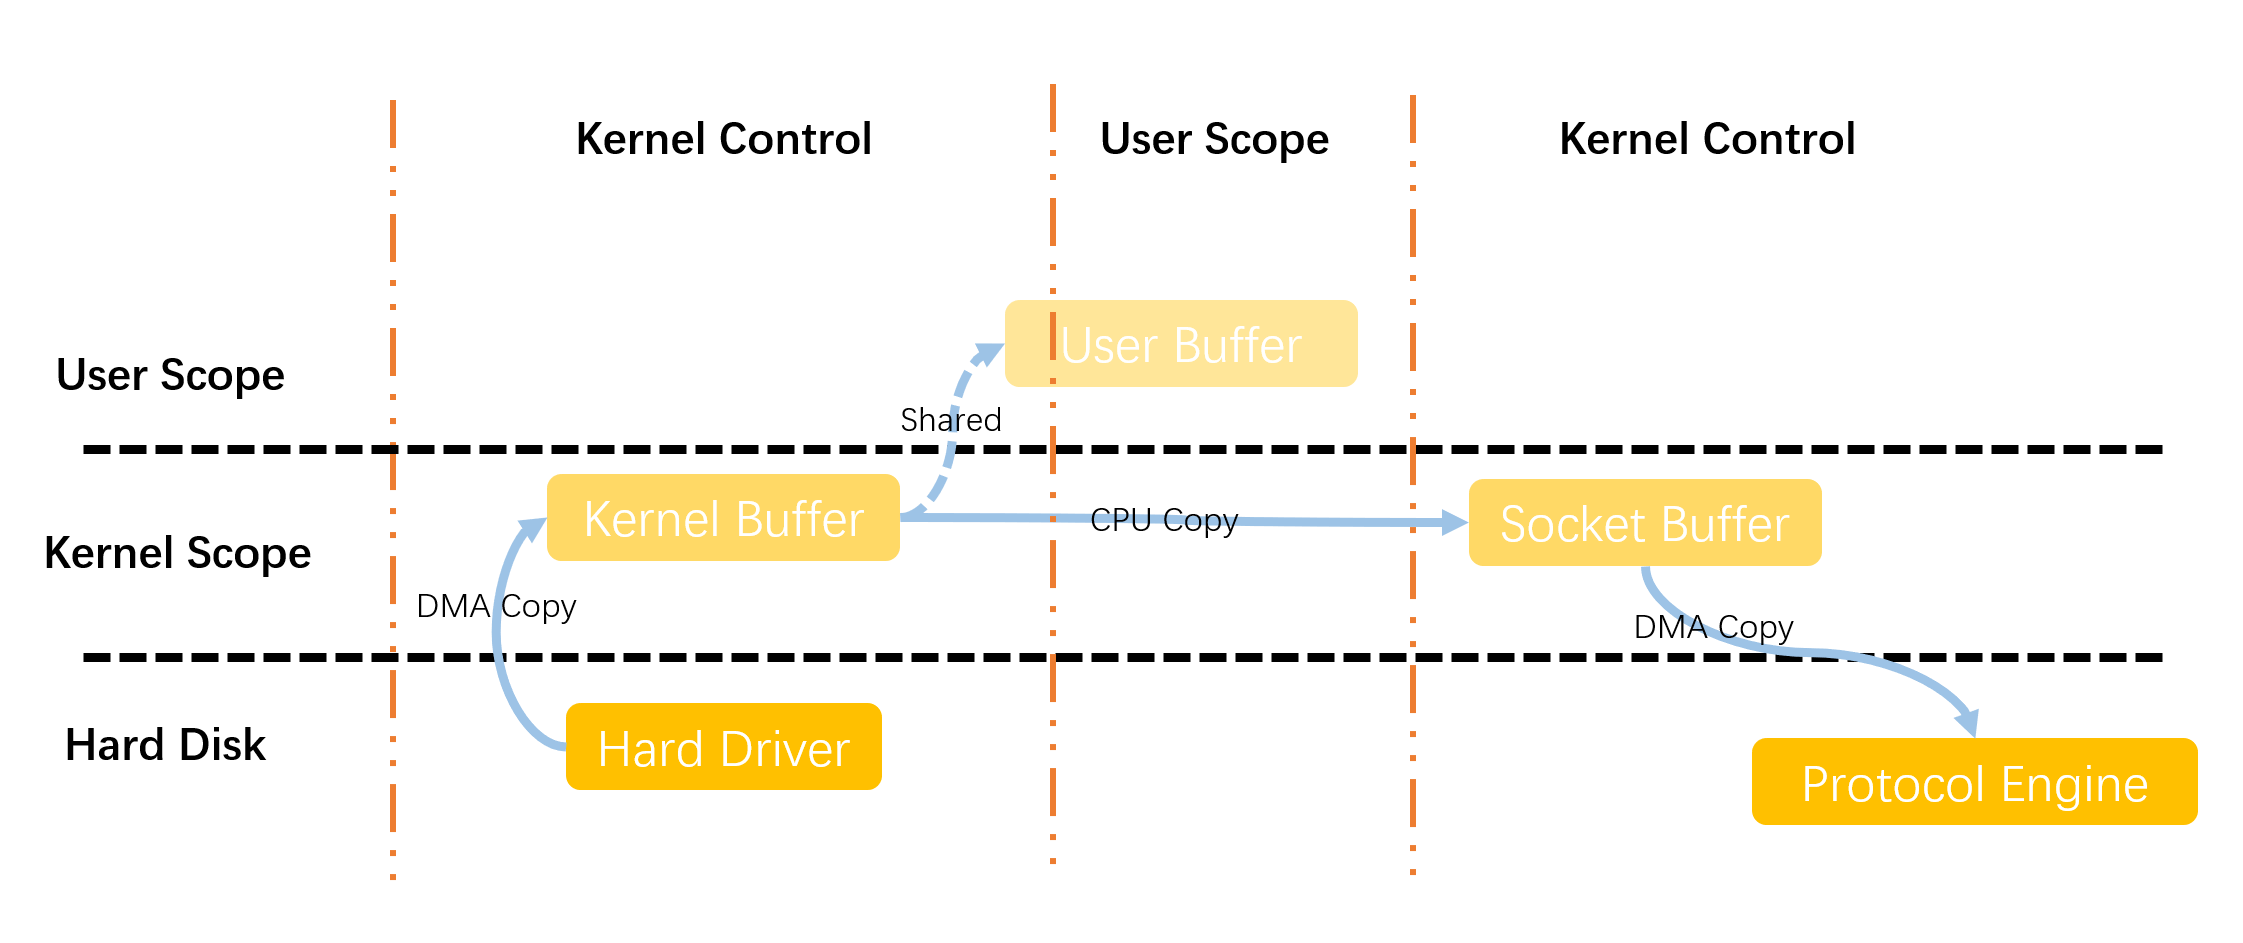 Kernel Control
User Scope
Kernel Control
User Buffer
User Scope
Shared
Kernel Buffer
CPU Copy
Socket Buffer
Kernel Scope
DMA Copy
DMA Copy
Hard Disk
Hard Driver
Protocol Engine